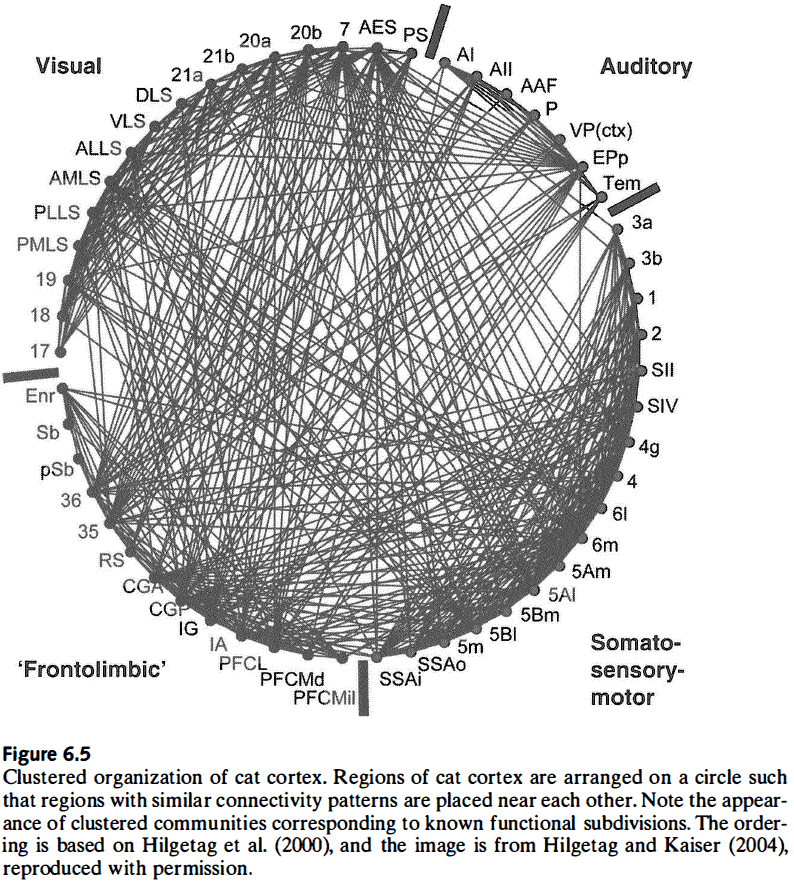 Visual
Auditory
'Frontolimbic'
Somato-
sensory-
motor
17
18
19
PMLS
PLLS
AMLS
ALLS
VLS
DLS
21a
21b
20a
20b
7
AES
PS
AI
AII
AAF
P
VP(ctx)
EPp
Tem
3a
3b
1
2
SII
SIV
4g
4
6l
6m
5Am
5Al
5Bm
5Bl
5m
SSAo
SSAi
PFCMil
PFCMd
PFCL
IA
IG
CGP
CGA
RS
35
36
pSb
Sb
Enr
Figure 6.5
Clustered organization of cat cortex. Regions of cat cortex are arranged on a circle such
that regions with similar connectivity patterns are placed near each other. Note the appear-
ance of clustered communities corresponding to known functional subdivisions. The order-
ing is based on Hilgetag et al. (2000), and the image is from Hilgetag and Kaiser (2004),
reproduced with permission.